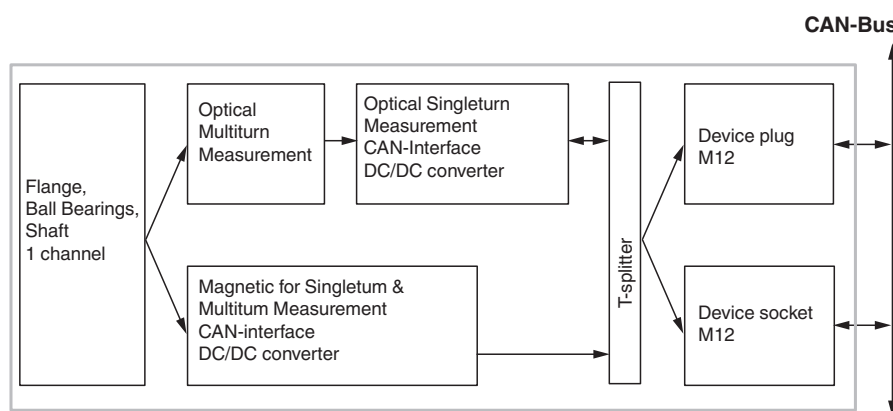 CAN-Bus
Flange,
Ball Bearings,
Shaft
1 channel
Optical
Multiturn
Measurement
Optical Singleturn
Measurement
CAN-Interface
DC/DC converter
Magnetic for Singletum &
Multitum Measurement
CAN-interface
DC/DC converter
T-splitter
Device plug
M12
Device socket
M12